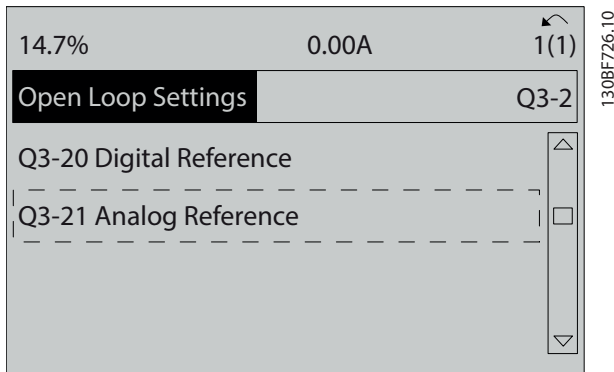 14.7% 0.00A 1(1)
Open Loop Settings Q3-2
Q3-20 Digital Reference
Q3-21 Analog Reference
130BF726.10